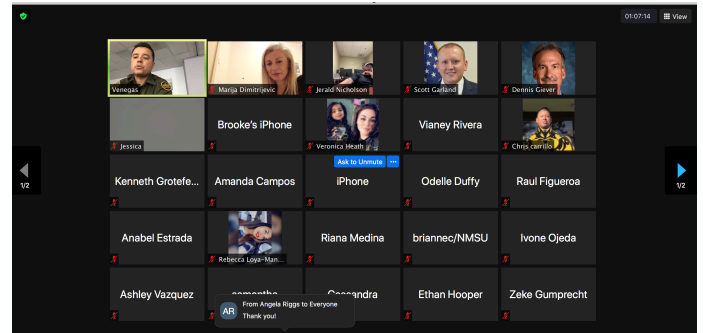 01:07:14 View
Venegas
Marija Dimitrijevic
Jerald Nicholson
Scott Garland
Dennis Giever
Jessica
Brooke's iPhone
Veronica Heath
Vianey Rivera
Chris carrillo
Ask to Unmute ...
1/2
1/2
Kenneth Grotefe...
Amanda Campos
iPhone
Odelle Duffy
Raul Figueroa
Anabel Estrada
Rebecca Loya-Man...
Riana Medina
briannec/NMSU
Ivone Ojeda
Ashley Vazquez
Ethan Hooper
Zeke Gumprecht
AR
From Angela Riggs to Everyone
Thank you!